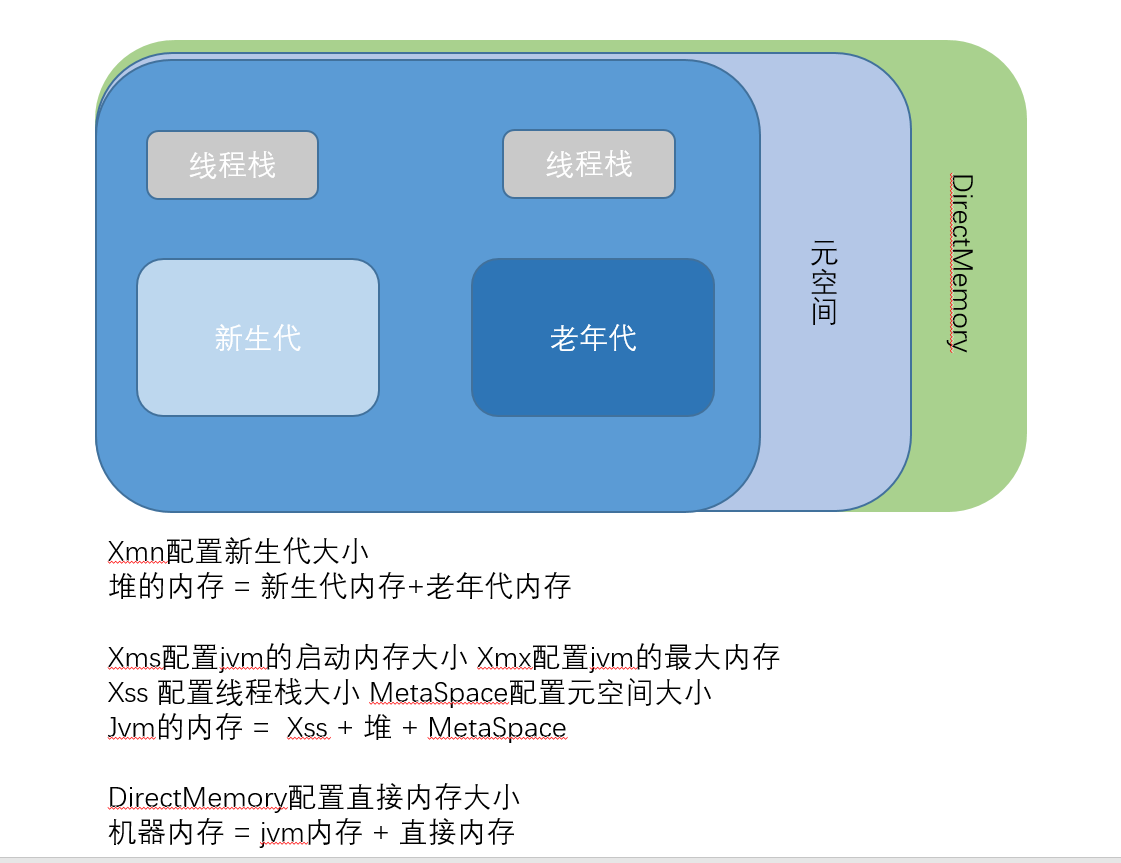 线程栈 线程栈
新生代 老年代
元空间
DirectMemory
Xmn配置新生代大小
堆的内存 = 新生代内存+老年代内存
Xms配置jvm的启动内存大小 Xmx配置jvm的最大内存
Xss 配置线程栈大小 MetaSpace配置元空间大小
Jvm的内存 = Xss + 堆 + MetaSpace
DirectMemory配置直接内存大小
机器内存 = jvm内存 + 直接内存